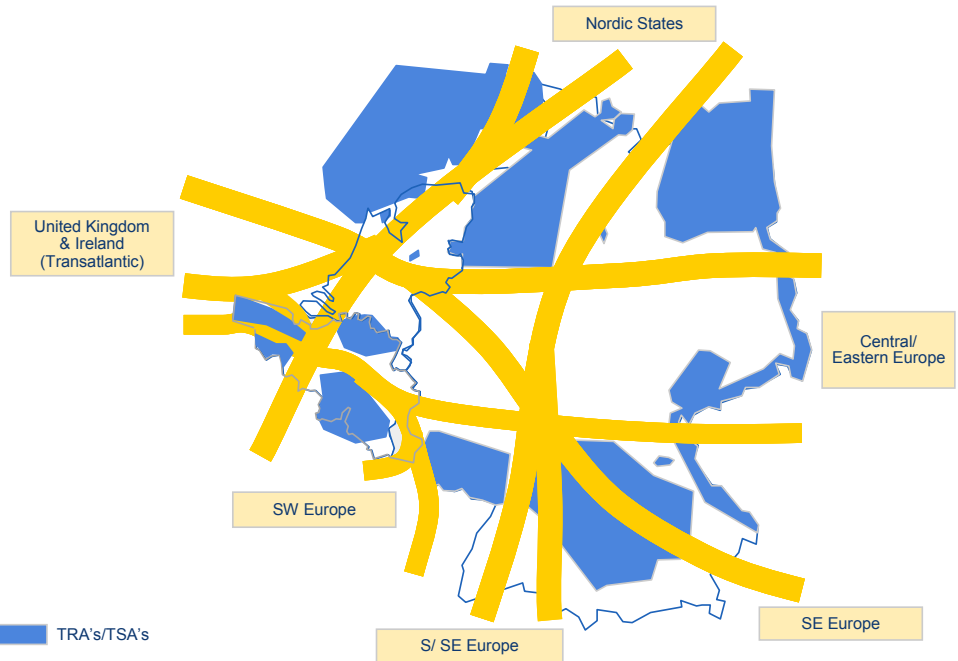 Nordic States
United Kingdom
& Ireland
(Transatlantic)
Central/
Eastern Europe
SW Europe
SE Europe
S/ SE Europe
TRA's/TSA's